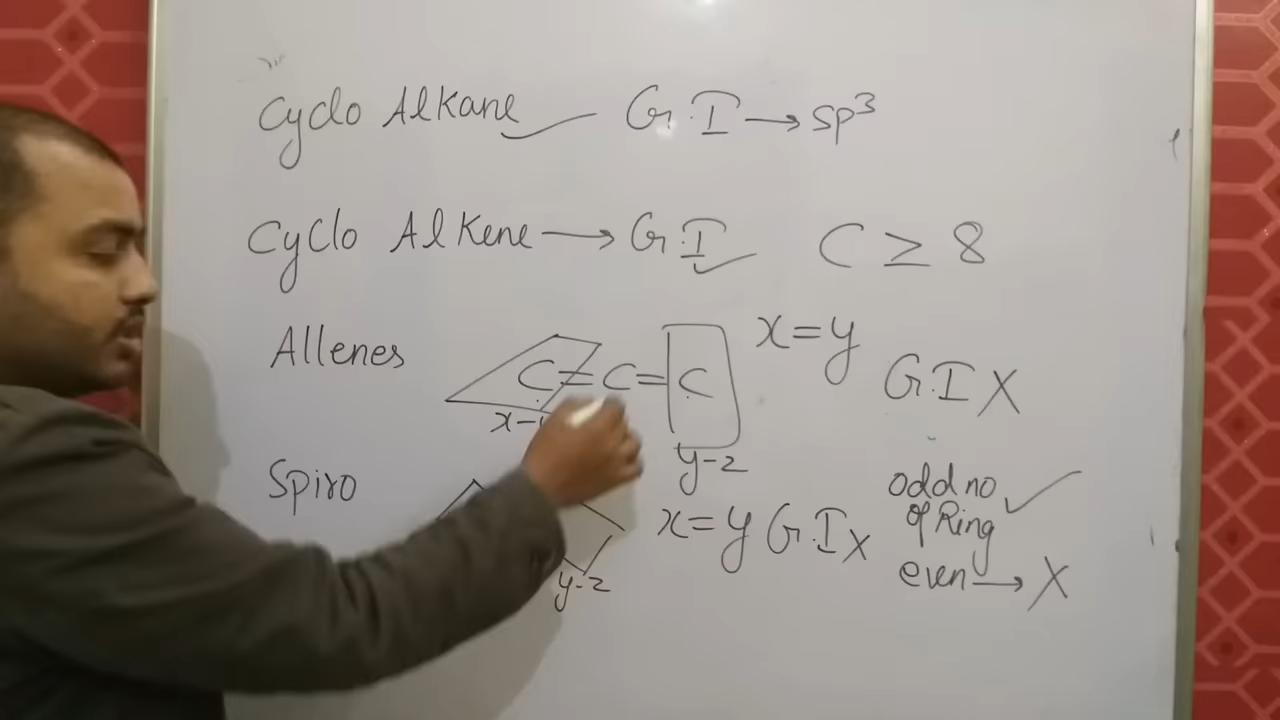 Cyclo Alkane G.I → sp³
Cyclo Alkene → G.I C ≥ 8
Allenes C=C=C x=y G.I X
y-2
Spiro x=y G.I x
y-2
odd no
of Ring
even → X